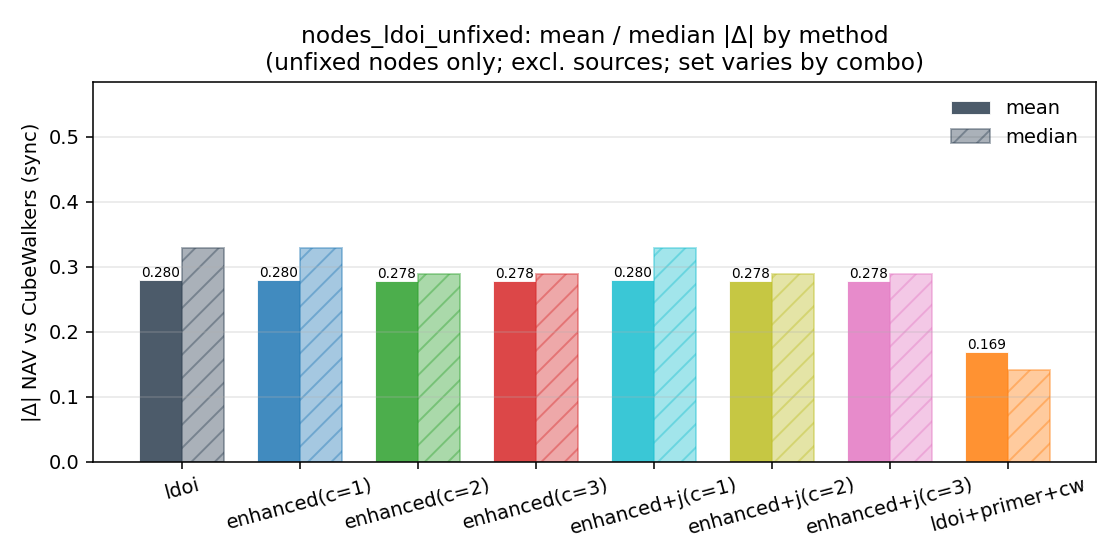 nodes_ldoi_unfixed: mean / median |Δ| by method
(unfixed nodes only; excl. sources; set varies by combo)
|Δ| NAV vs CubeWalkers (sync)
0.5
0.4
0.3
0.2
0.1
0.0
mean
median
0.280
0.280
0.278
0.278
0.280
0.278
0.278
0.169
ldoi
enhanced(c=1)
enhanced(c=2)
enhanced(c=3)
enhanced+j(c=1)
enhanced+j(c=2)
enhanced+j(c=3)
ldoi+primer+cw